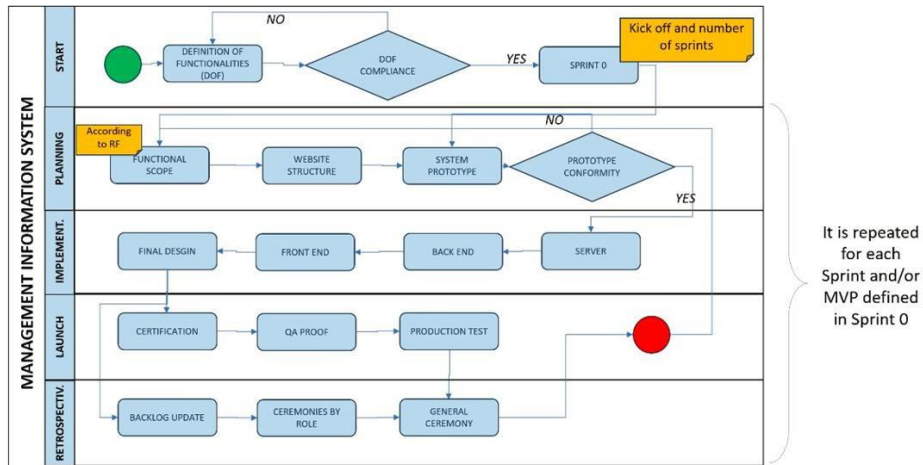 MANAGEMENT INFORMATION SYSTEM
START
NO
DEFINITION OF
FUNCTIONALITIES
(DOF)
DOF
COMPLIANCE
YES
SPRINT 0
Kick off and number
of sprints
PLANNING
According
to RF
FUNCTIONAL
SCOPE
WEBSITE
STRUCTURE
SYSTEM
PROTOTYPE
NO
PROTOTYPE
CONFORMITY
YES
IMPLEMENT.
FINAL DESGIN
FRONT END
BACK END
SERVER
LAUNCH
CERTIFICATION
QA PROOF
PRODUCTION TEST
RETROSPECTIV.
BACKLOG UPDATE
CEREMONIES BY
ROLE
GENERAL
CEREMONY
It is repeated
for each
Sprint and/or
MVP defined
in Sprint 0